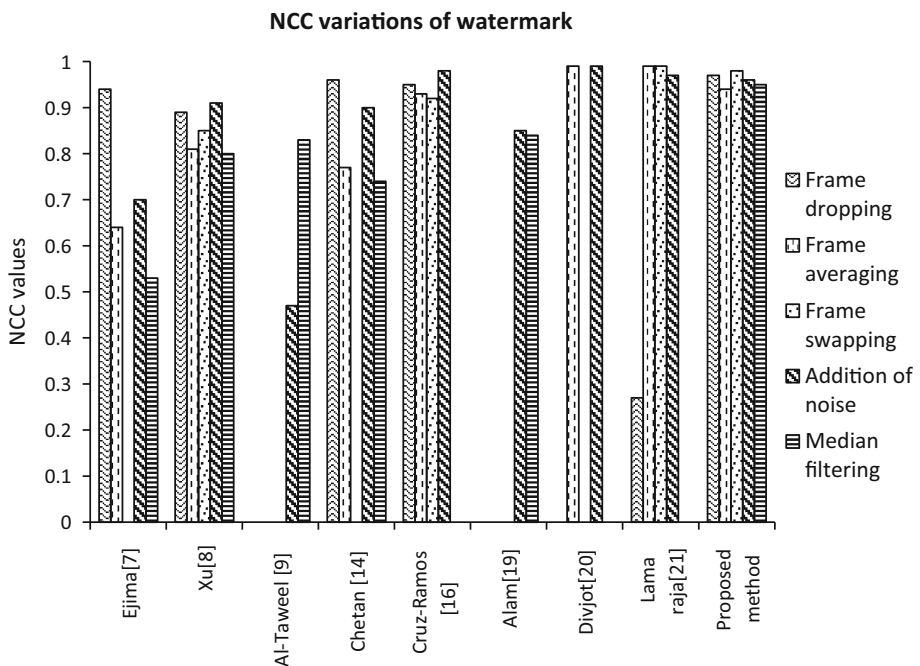 NCC variations of watermark
NCC values
1
0.9
0.8
0.7
0.6
0.5
0.4
0.3
0.2
0.1
0
Ejima[7]
Xu[8]
Al-Taweel [9]
Chetan [14]
Cruz-Ramos
[16]
Alam[19]
Divjot[20]
Lama
raja[21]
Proposed
method
Frame
dropping
Frame
averaging
Frame
swapping
Addition of
noise
Median
filtering